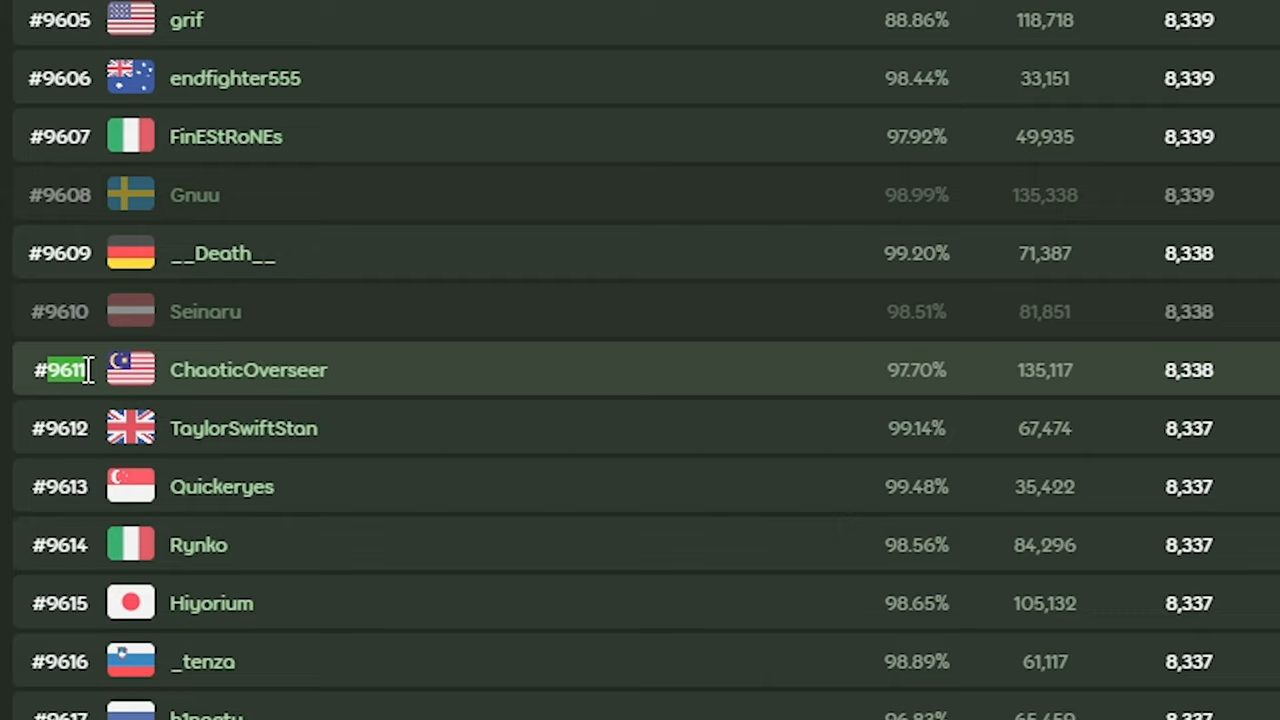 #9605 grif 88.86% 118,718 8,339
#9606 endfighter555 98.44% 33,151 8,339
#9607 FinEStRoNEs 97.92% 49,935 8,339
#9608 Gnuu 98.99% 135,338 8,339
#9609 __Death__ 99.20% 71,387 8,338
#9610 Seinaru 98.51% 81,851 8,338
#9611 ChaoticOverseer 97.70% 135,117 8,338
#9612 TaylorSwiftStan 99.14% 67,474 8,337
#9613 Quickeryes 99.48% 35,422 8,337
#9614 Rynko 98.56% 84,296 8,337
#9615 Hiyorium 98.65% 105,132 8,337
#9616 _tenza 98.89% 61,117 8,337
#9617 8,337